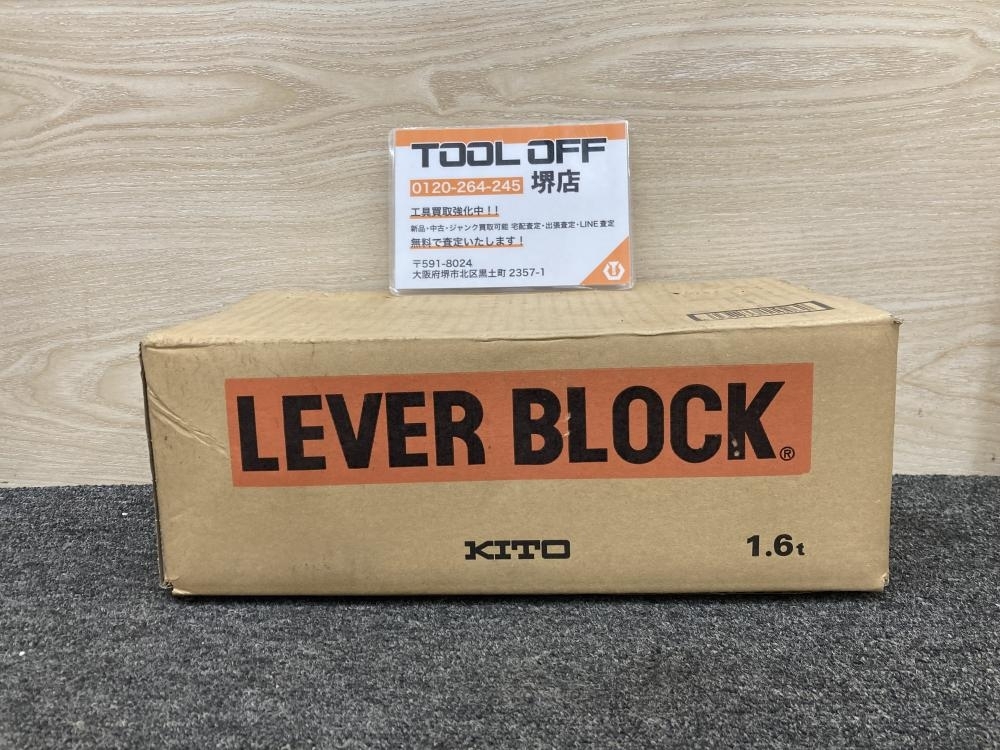 TOOL OFF
0120-264-245 堺店
工具買取強化中！！
新品・中古・ジャンク買取可能 宅配査定・出張査定・LINE査定
無料で査定いたします！
〒591-8024
大阪府堺市北区黒土町 2357-1
LEVER BLOCK®
KITO 1.6t